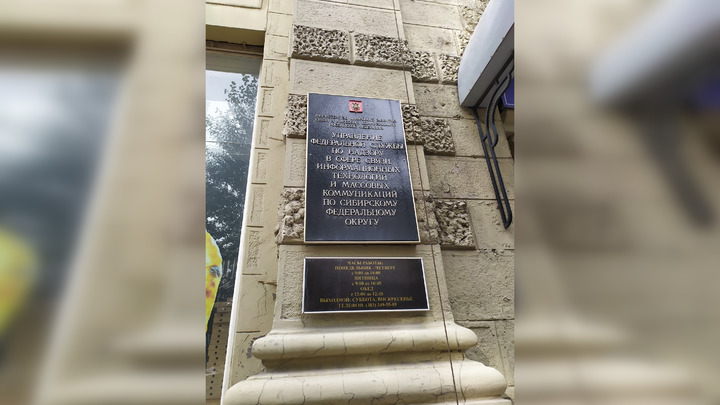 УПРАВЛЕНИЕ
ФЕДЕРАЛЬНОЙ СЛУЖБЫ
ПО НАДЗОРУ
В СФЕРЕ СВЯЗИ,
ИНФОРМАЦИОННЫХ
ТЕХНОЛОГИЙ
И МАССОВЫХ
КОММУНИКАЦИЙ
ПО СИБИРСКОМУ
ФЕДЕРАЛЬНОМУ
ОКРУГУ
ЧАСЫ РАБОТЫ:
ПОНЕДЕЛЬНИК - ЧЕТВЕРГ
ПЯТНИЦА
ОБЕД
ВЫХОДНОЙ: СУББОТА, ВОСКРЕСЕНЬЕ